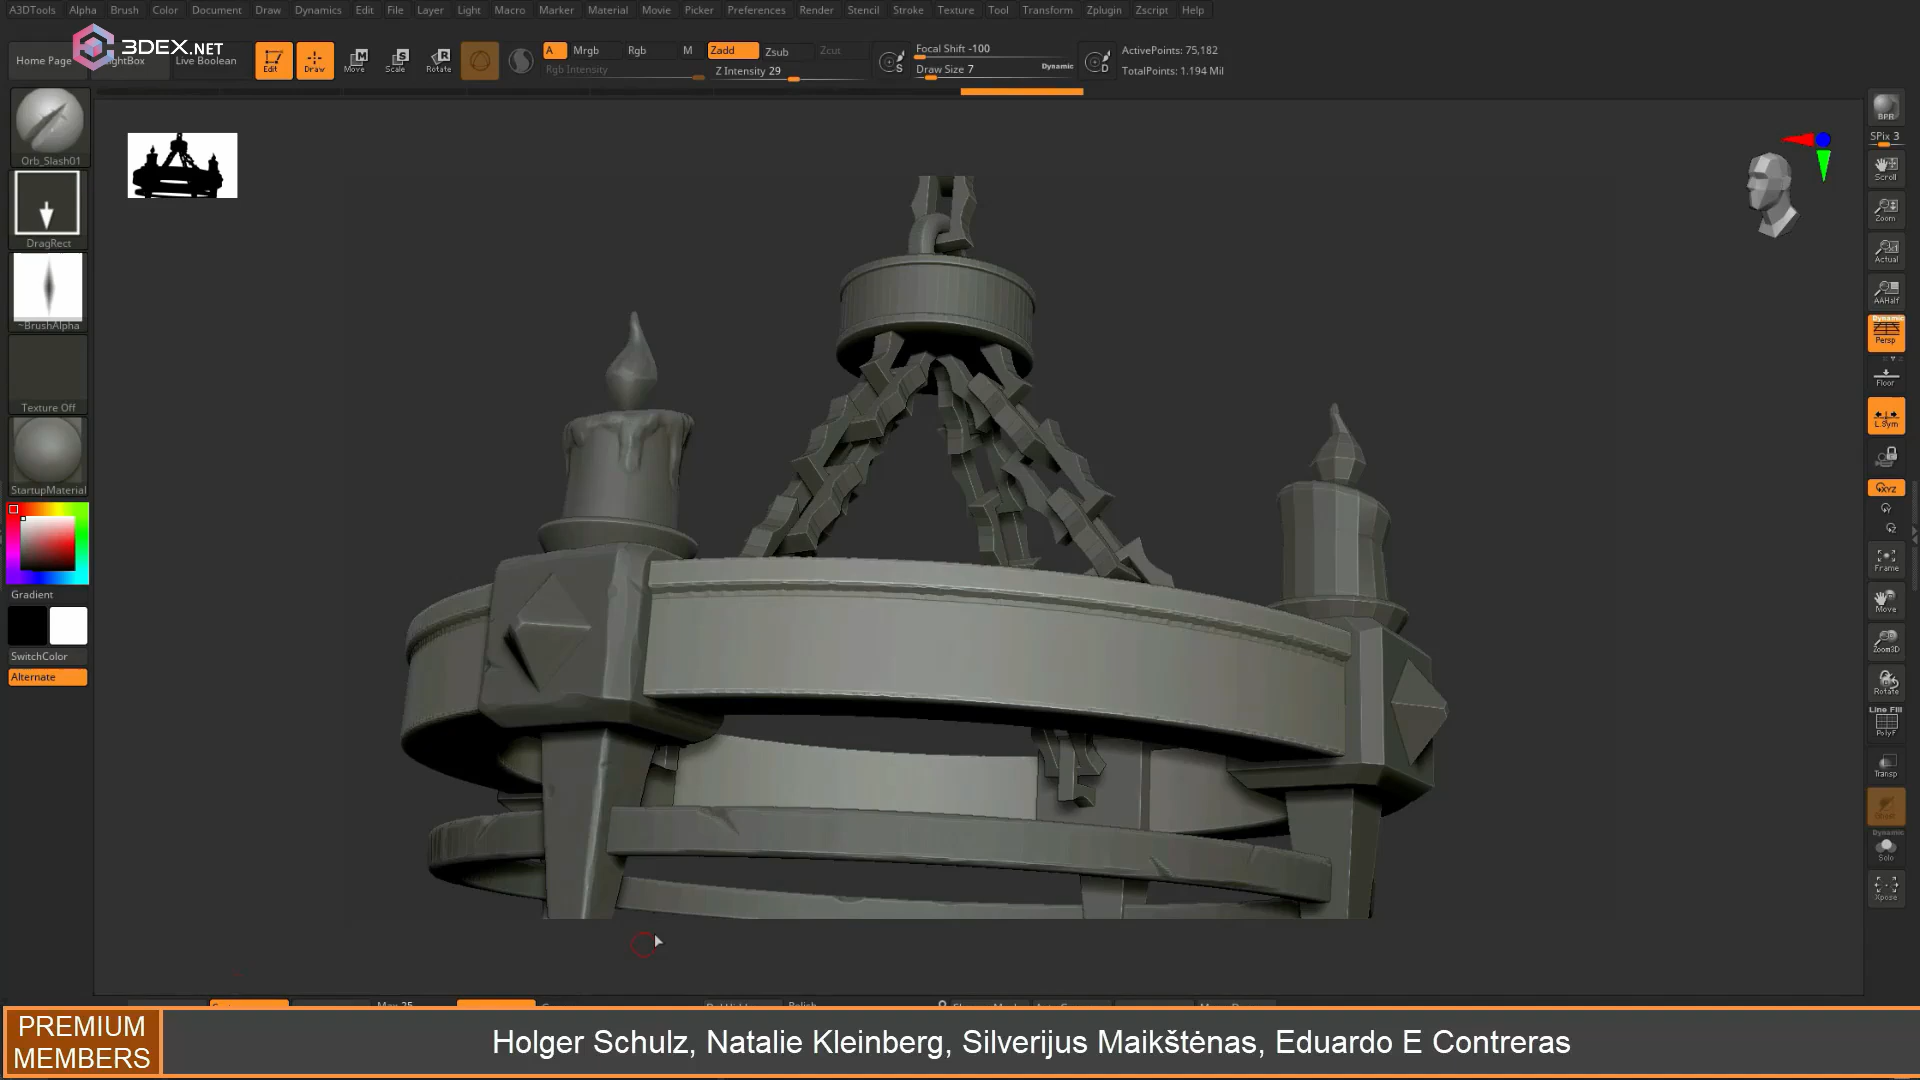 A3DTools Alpha Brush Color Document Draw Dynamics Edit File Layer Light Macro Marker Material Movie Picker Preferences Render Stencil Stroke Texture Tool Transform Zplugin Zscript Help
3DEX.NET
Home Page
Live Boolean
Edit
Draw
Move
Scale
Rotate
A
Mrgb
Rgb
M
Zadd
Zsub
Zcut
Rgb Intensity
Z Intensity 29
Focal Shift -100
Draw Size 7
Dynamic
ActivePoints: 75,182
TotalPoints: 1.194 Mil
Orb_Slash01
DragRect
~BrushAlpha
Texture Off
StartupMaterial
Gradient
SwitchColor
Alternate
BPR
SPix 3
Scroll
Zoom
Actual
AAHalf
Dynamic
Persp
Floor
L.Sym
XYZ
Frame
Move
Zoom3D
Rotate
Line Fill
PolyF
Transp
Ghost
Dynamic
Solo
Xpose
PREMIUM
MEMBERS
Holger Schulz, Natalie Kleinberg, Silverijus Maikštėnas, Eduardo E Contreras